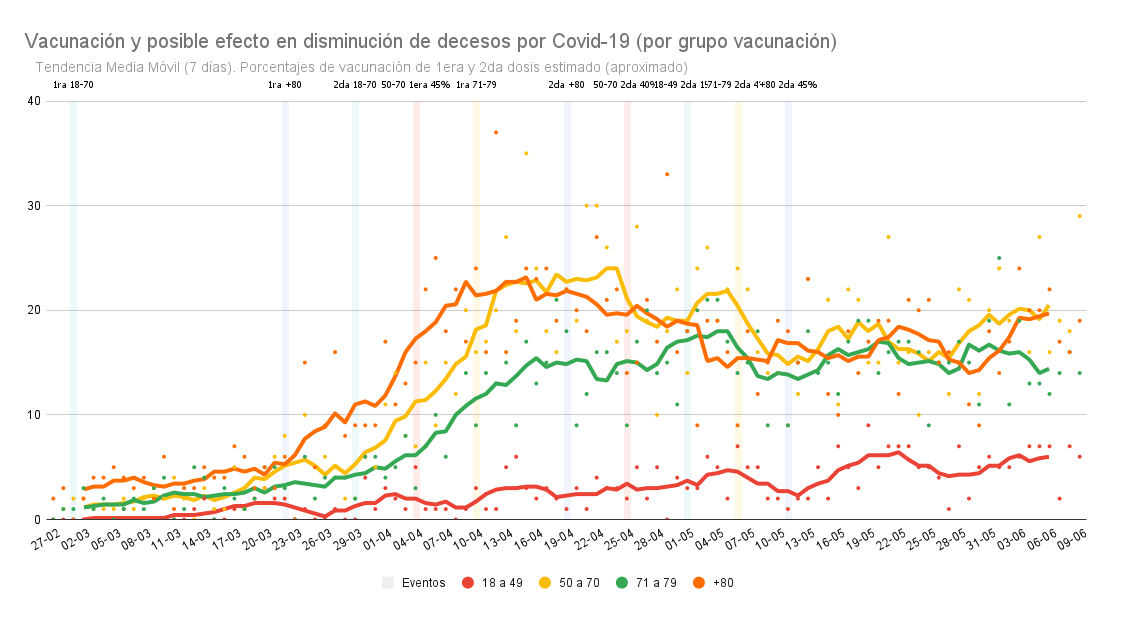 Vacunación y posible efecto en disminución de decesos por Covid-19 (por grupo vacunación)
Tendencia Media Móvil (7 días). Porcentajes de vacunación de 1era y 2da dosis estimado (aproximado)
1ra 18-70 1ra +80 2da 18-70 50-70 1era 45% 1ra 71-79 2da +80 50-70 2da 40% 18-49 2da 1 71-79 2da 4 +80 2da 45%
40
30
20
10
0
27-02 02-03 05-03 08-03 11-03 14-03 17-03 20-03 23-03 26-03 29-03 01-04 04-04 07-04 10-04 13-04 16-04 19-04 22-04 25-04 28-04 01-05 04-05 07-05 10-05 13-05 16-05 19-05 22-05 25-05 28-05 31-05 03-06 06-06 09-06
Eventos 18 a 49 50 a 70 71 a 79 +80